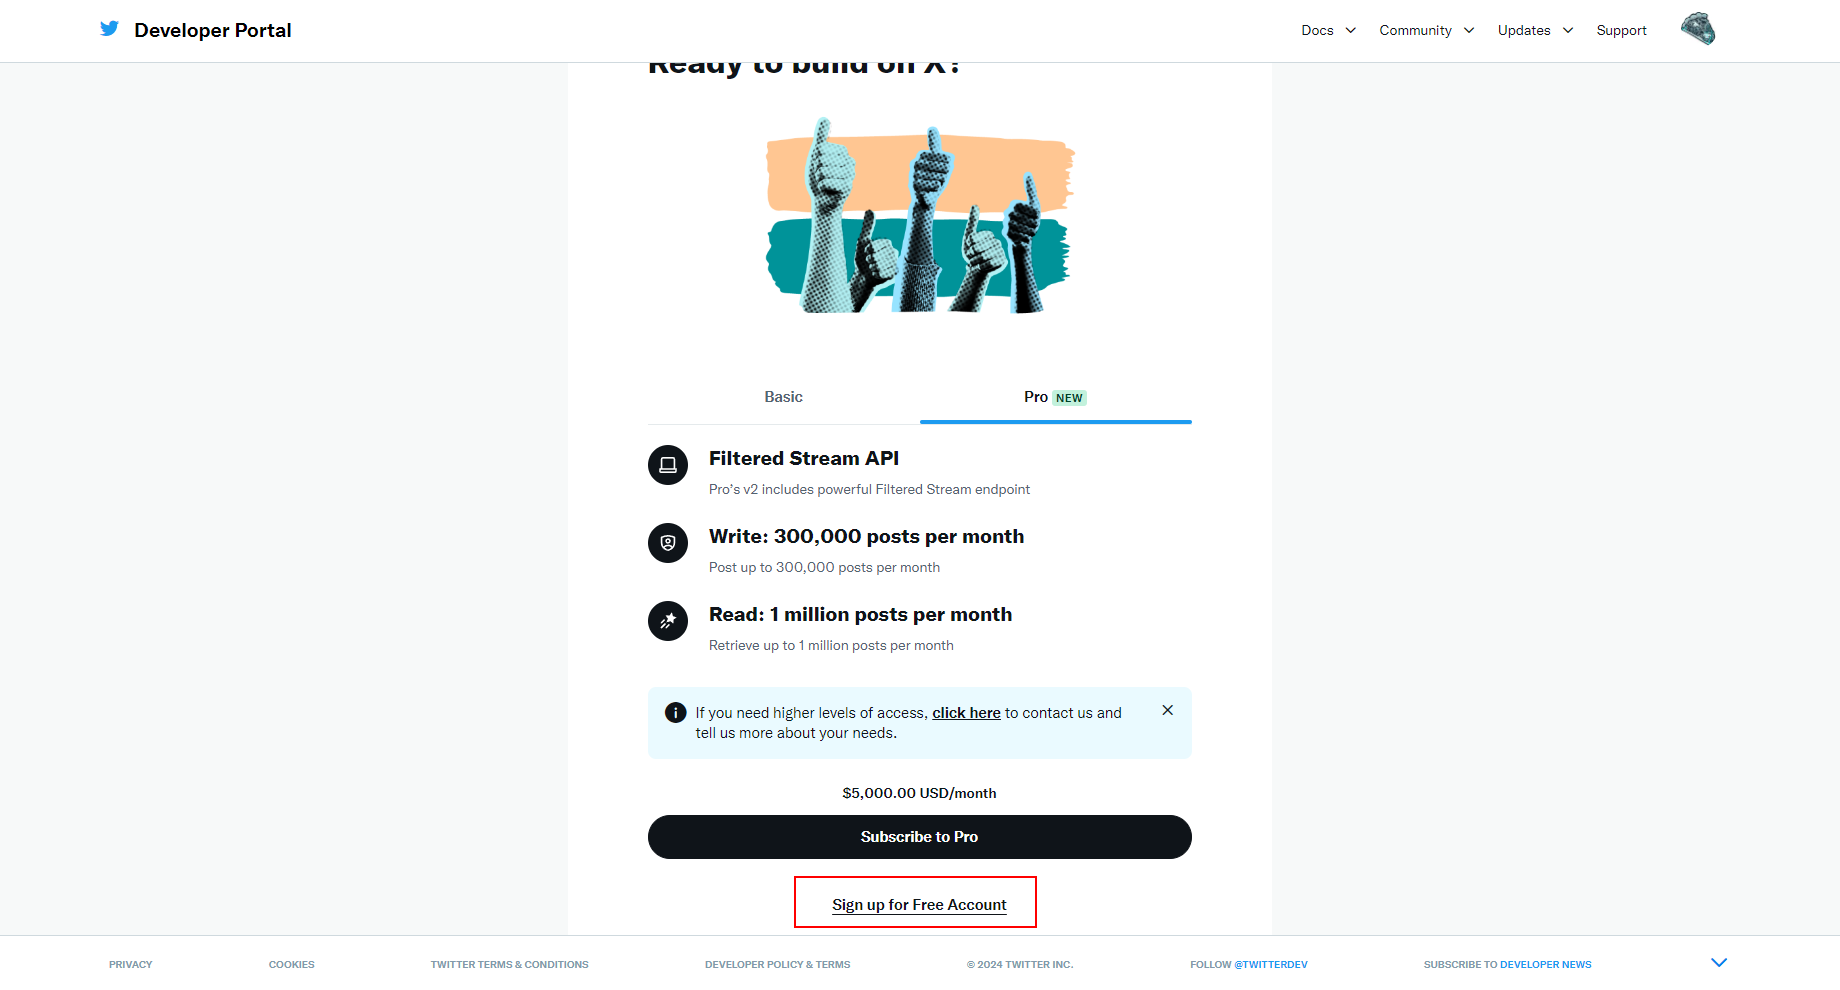 Developer Portal
Docs
Community
Updates
Support
Ready to build on X?
Basic
Pro NEW
Filtered Stream API
Pro's v2 includes powerful Filtered Stream endpoint
Write: 300,000 posts per month
Post up to 300,000 posts per month
Read: 1 million posts per month
Retrieve up to 1 million posts per month
If you need higher levels of access, click here to contact us and
tell us more about your needs.
$5,000.00 USD/month
Subscribe to Pro
Sign up for Free Account
PRIVACY
COOKIES
TWITTER TERMS & CONDITIONS
DEVELOPER POLICY & TERMS
© 2024 TWITTER INC.
FOLLOW @TWITTERDEV
SUBSCRIBE TO DEVELOPER NEWS